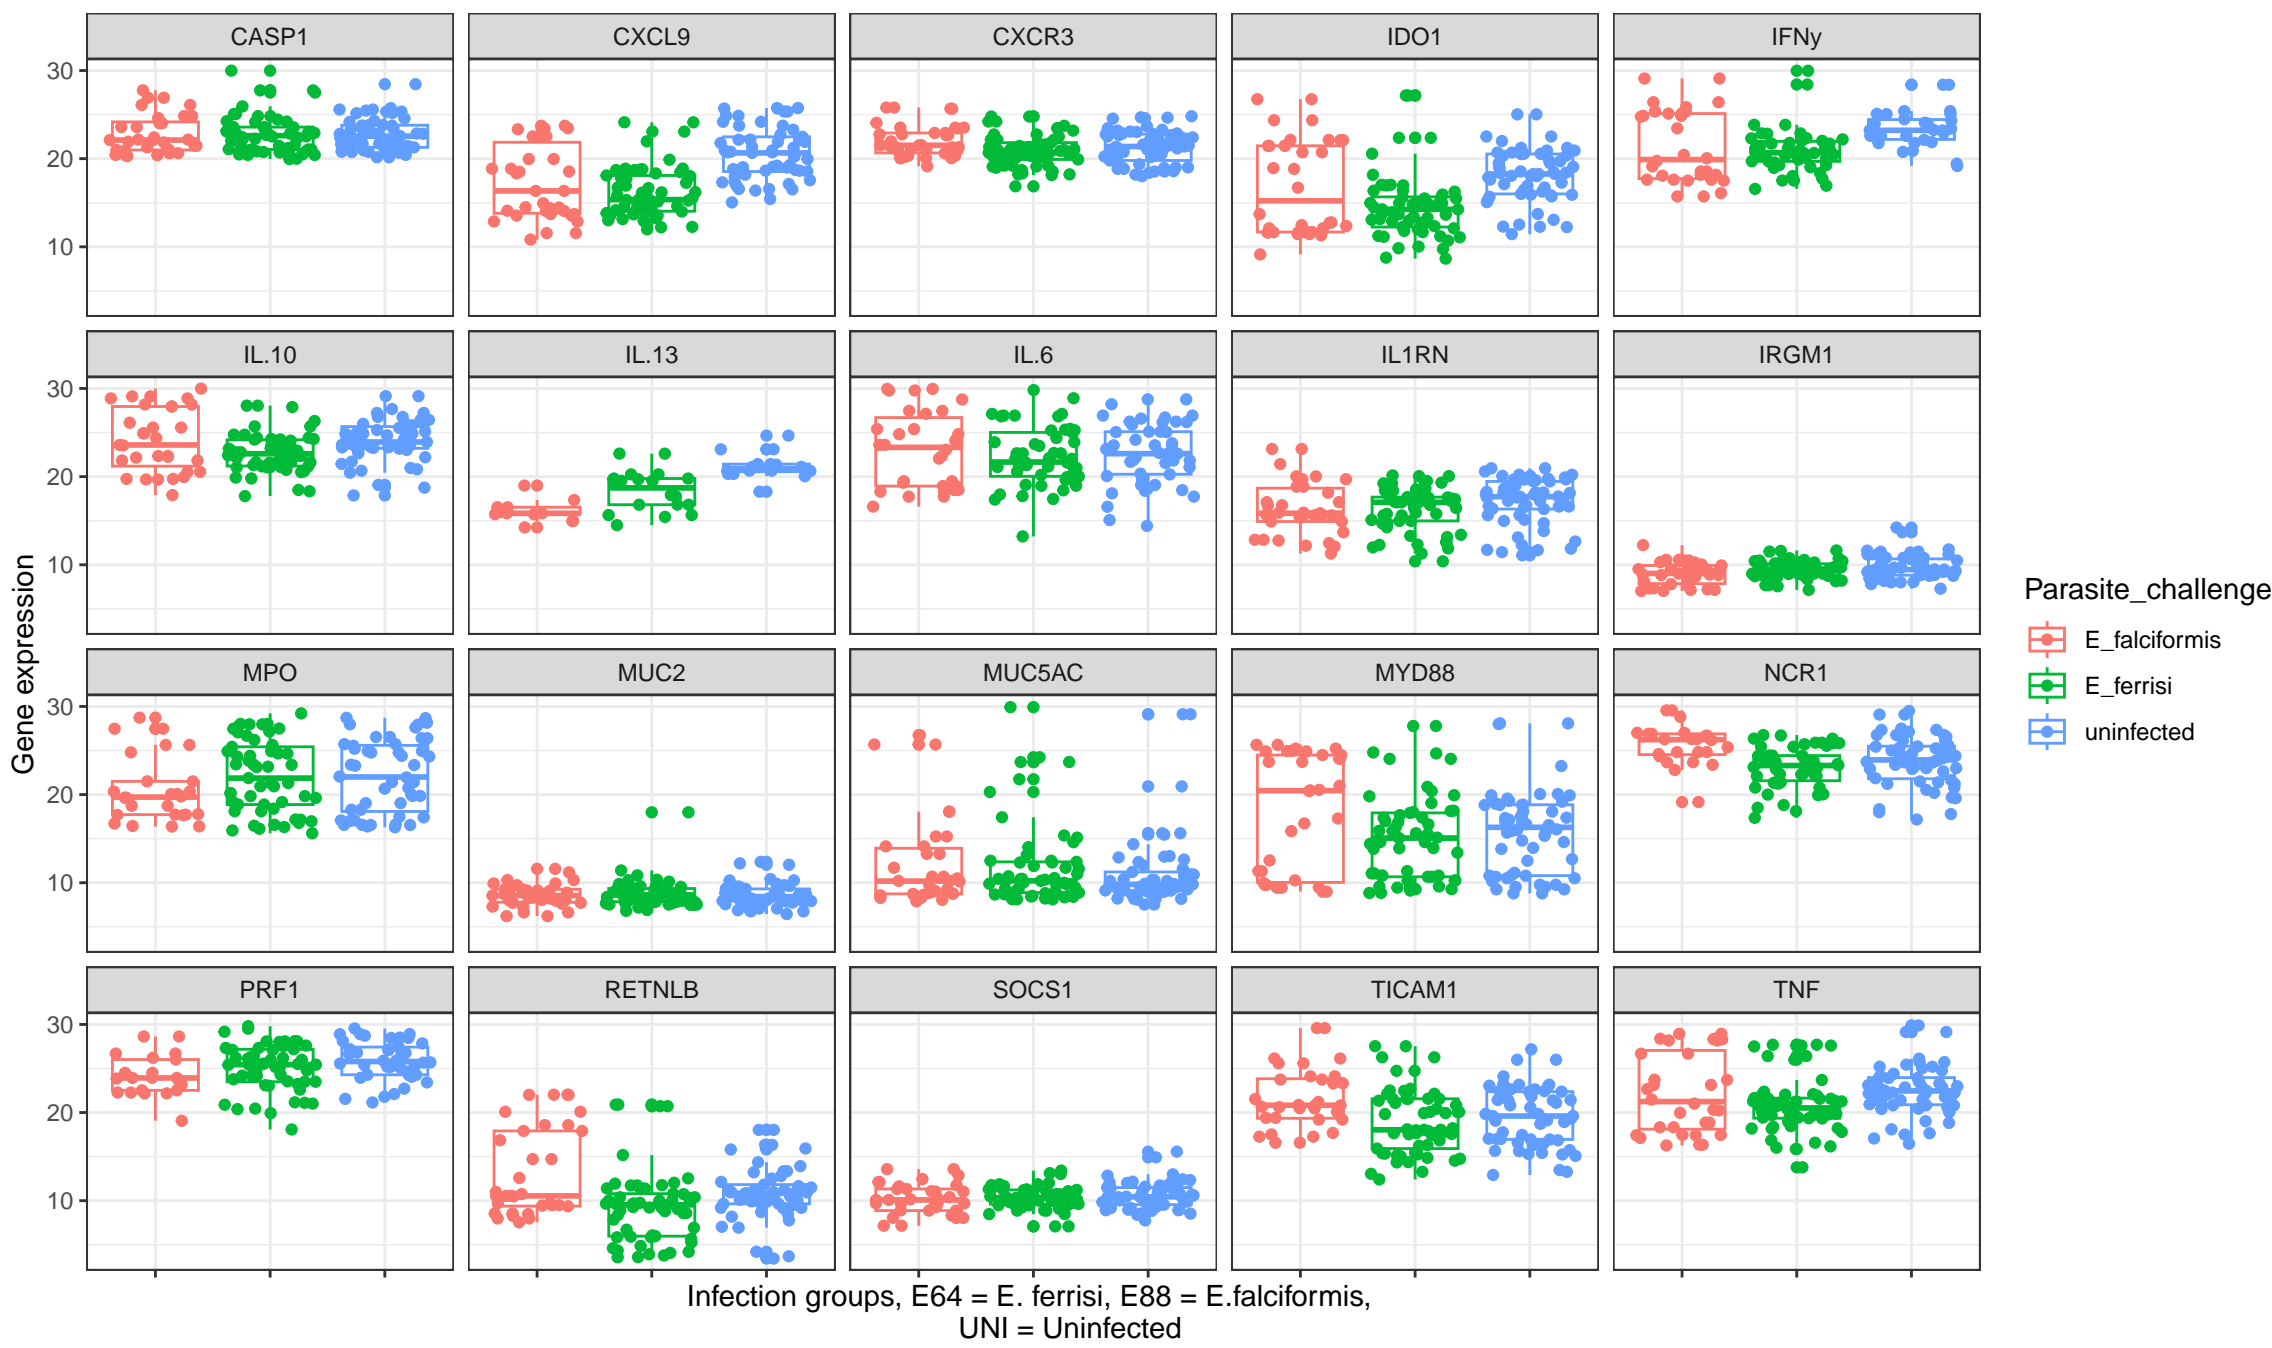 CASP1 CXCL9 CXCR3 IDO1 IFNy
30
20
10
IL.10 IL.13 IL.6 IL1RN IRGM1
30
20
10
MPO MUC2 MUC5AC MYD88 NCR1
30
20
10
PRF1 RETNLB SOCS1 TICAM1 TNF
30
20
10
Gene expression
Infection groups, E64 = E. ferrisi, E88 = E.falciformis,
UNI = Uninfected
Parasite_challenge
E_falciformis
E_ferrisi
uninfected